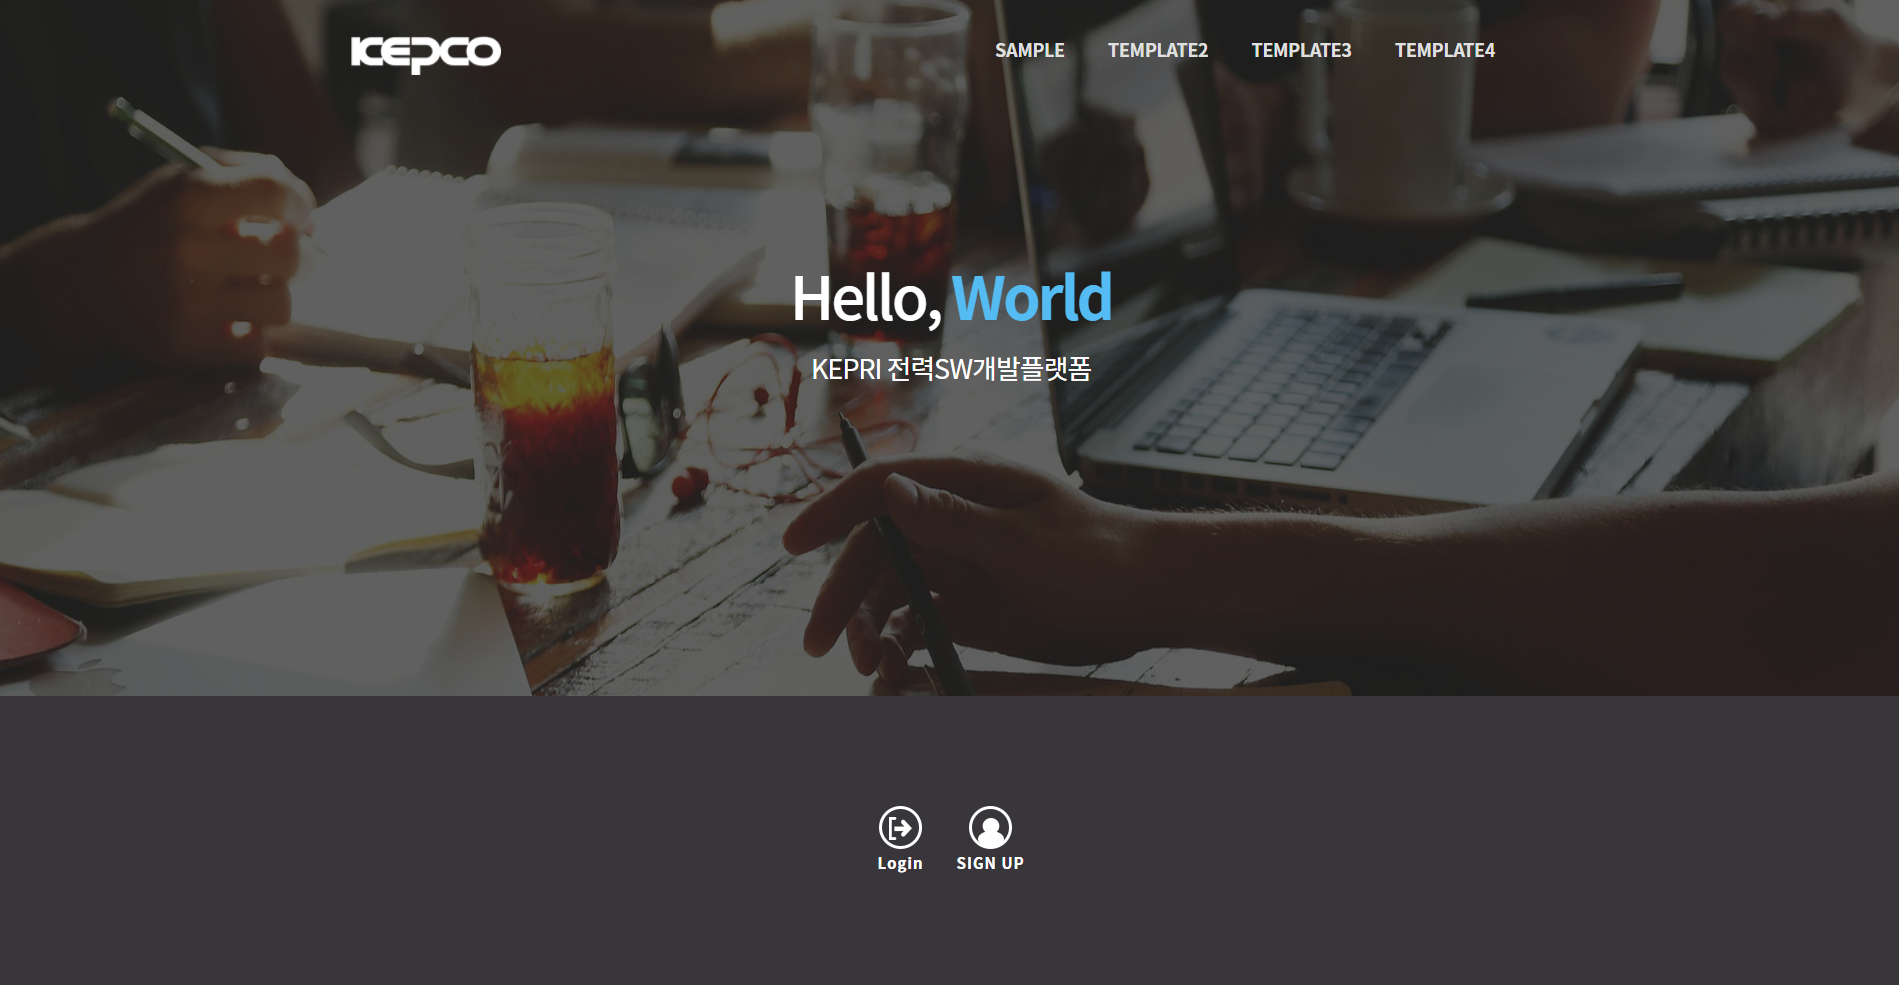 KEPCO
SAMPLE TEMPLATE2 TEMPLATE3 TEMPLATE4
Hello, World
KEPRI 전력SW개발플랫폼
Login SIGN UP